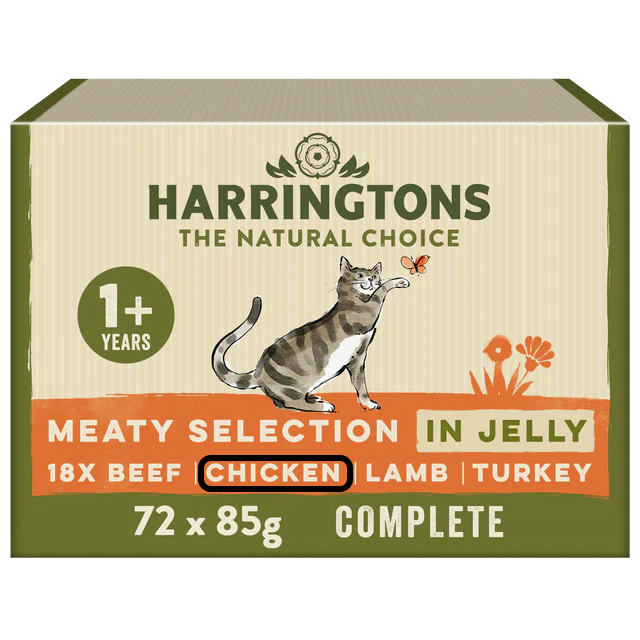 HARRINGTONS
THE NATURAL CHOICE
1+
YEARS
MEATY SELECTION IN JELLY
18X BEEF | CHICKEN | LAMB | TURKEY
72 x 85g COMPLETE